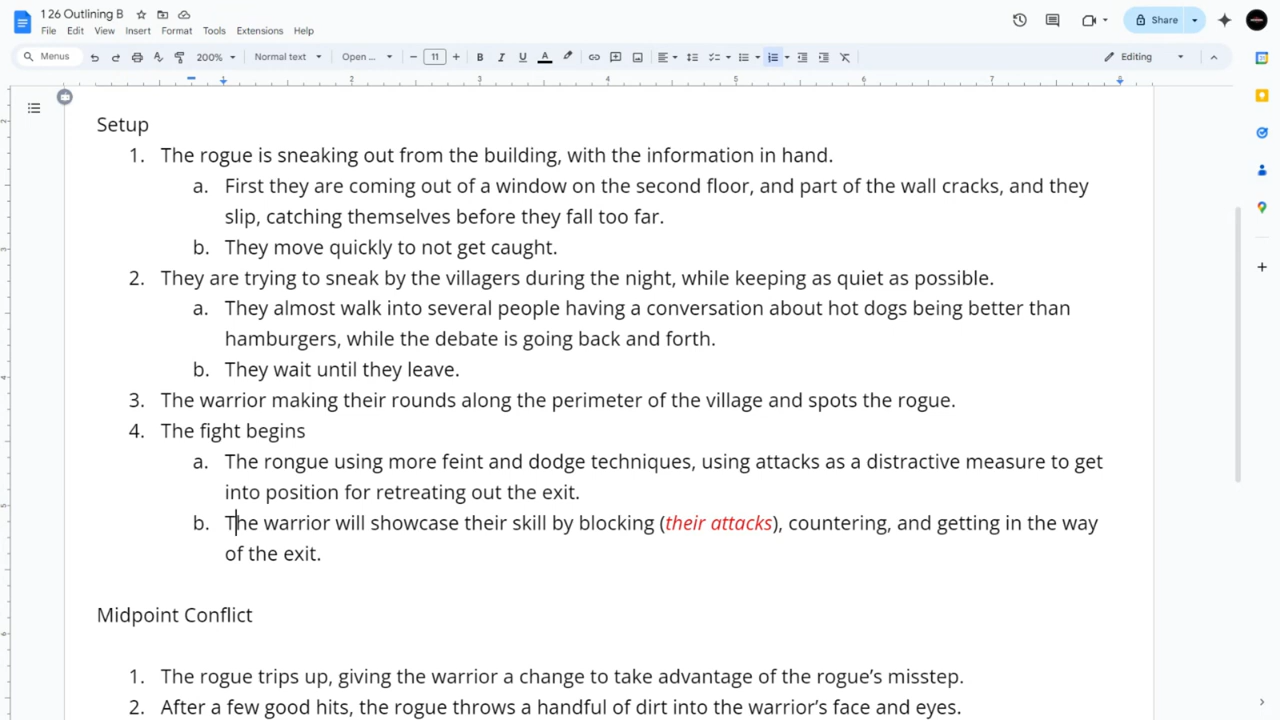 1 26 Outlining B
File Edit View Insert Format Tools Extensions Help
Share
Menus 200% Normal text Open ... 11 B I U A Editing
2 3 4 5 6 7 8
Setup
1. The rogue is sneaking out from the building, with the information in hand.
a. First they are coming out of a window on the second floor, and part of the wall cracks, and they
slip, catching themselves before they fall too far.
b. They move quickly to not get caught.
2. They are trying to sneak by the villagers during the night, while keeping as quiet as possible.
a. They almost walk into several people having a conversation about hot dogs being better than
hamburgers, while the debate is going back and forth.
b. They wait until they leave.
3. The warrior making their rounds along the perimeter of the village and spots the rogue.
4. The fight begins
a. The rongue using more feint and dodge techniques, using attacks as a distractive measure to get
into position for retreating out the exit.
b. The warrior will showcase their skill by blocking (their attacks), countering, and getting in the way
of the exit.
Midpoint Conflict
1. The rogue trips up, giving the warrior a change to take advantage of the rogue's misstep.
2. After a few good hits, the rogue throws a handful of dirt into the warrior's face and eyes.